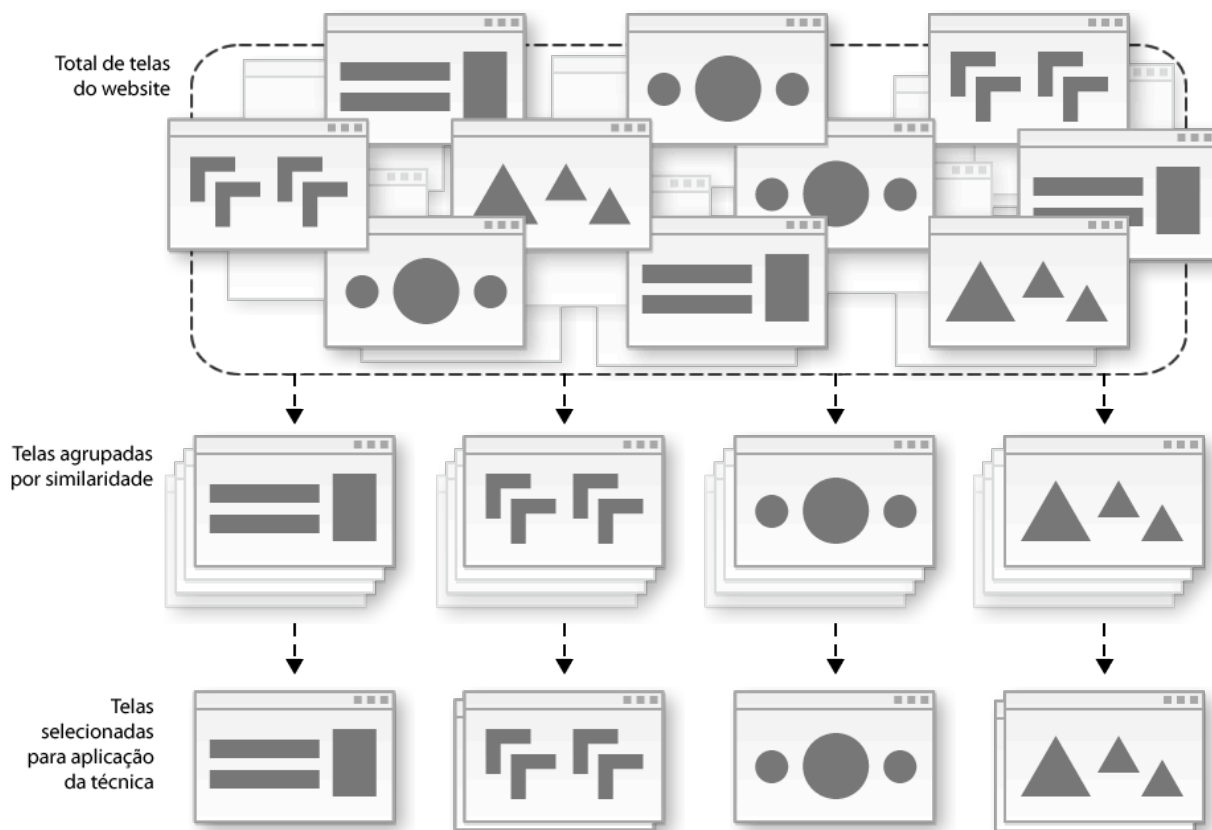 Total de telas
do website
Telas agrupadas
por similaridade
Telas
selecionadas
para aplicação
da técnica